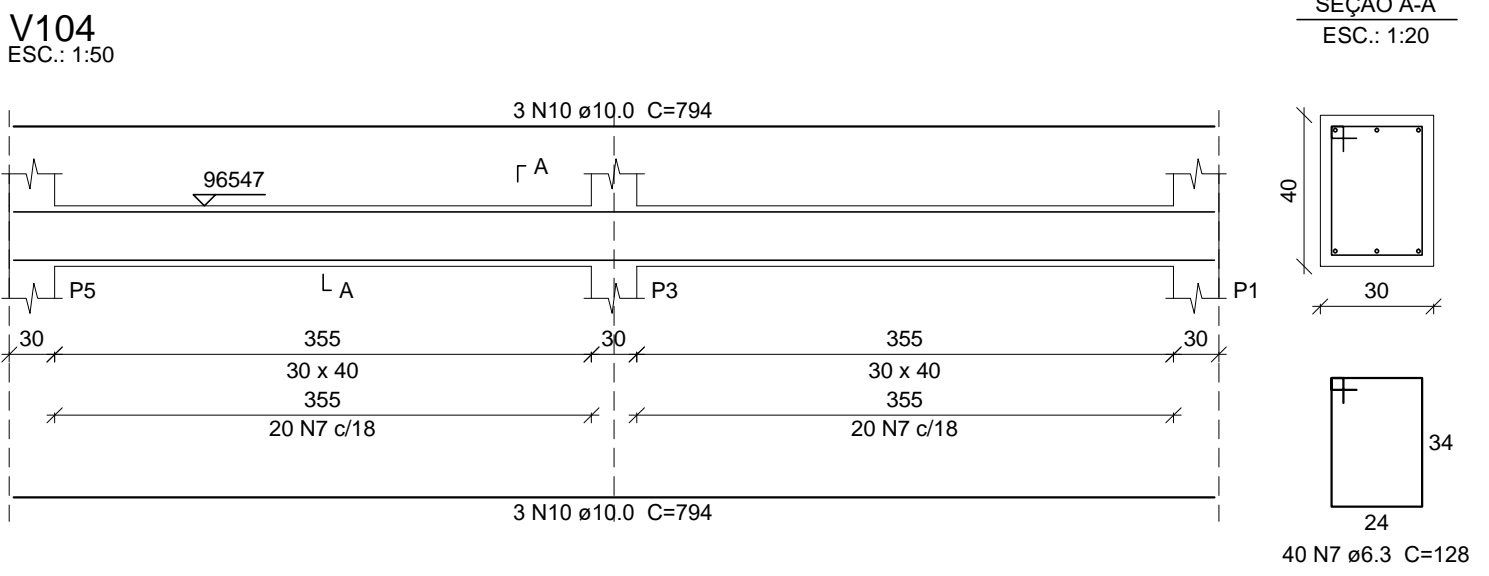 V104
ESC.: 1:50
SEÇÃO A-A
ESC.: 1:20
3 N10 ø10.0 C=794
A
96547
40
P5
A
P3
P1
30
30 355 30 355 30
30 x 40 30 x 40
355 355
20 N7 c/18 20 N7 c/18
34
3 N10 ø10.0 C=794
24
40 N7 ø6.3 C=128